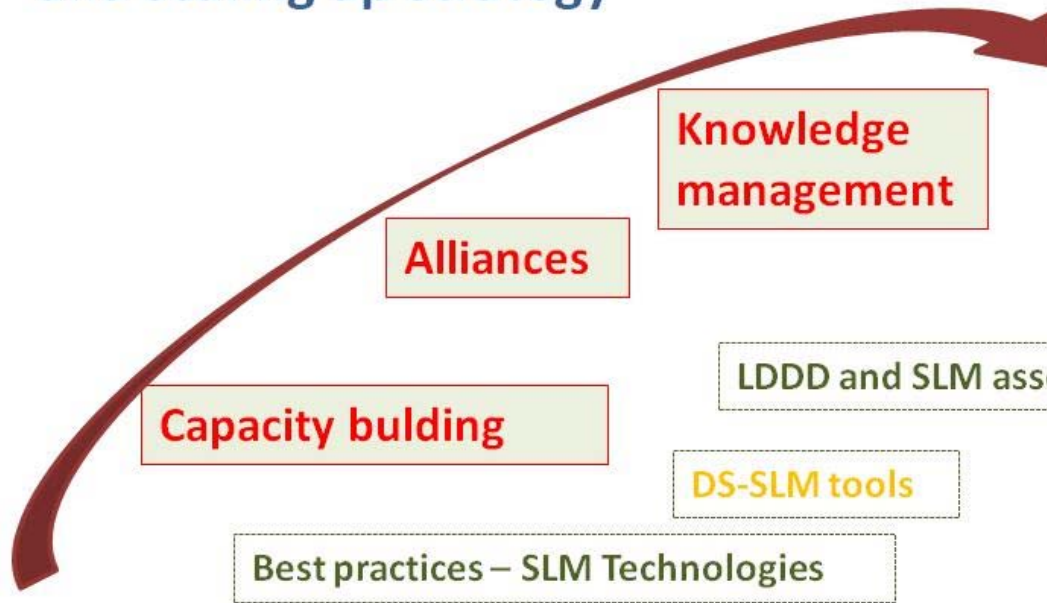 Knowledge
management
Alliances
LDDD and SLM
Capacity bulding
DS-SLM tools
Best practices – SLM Technologies